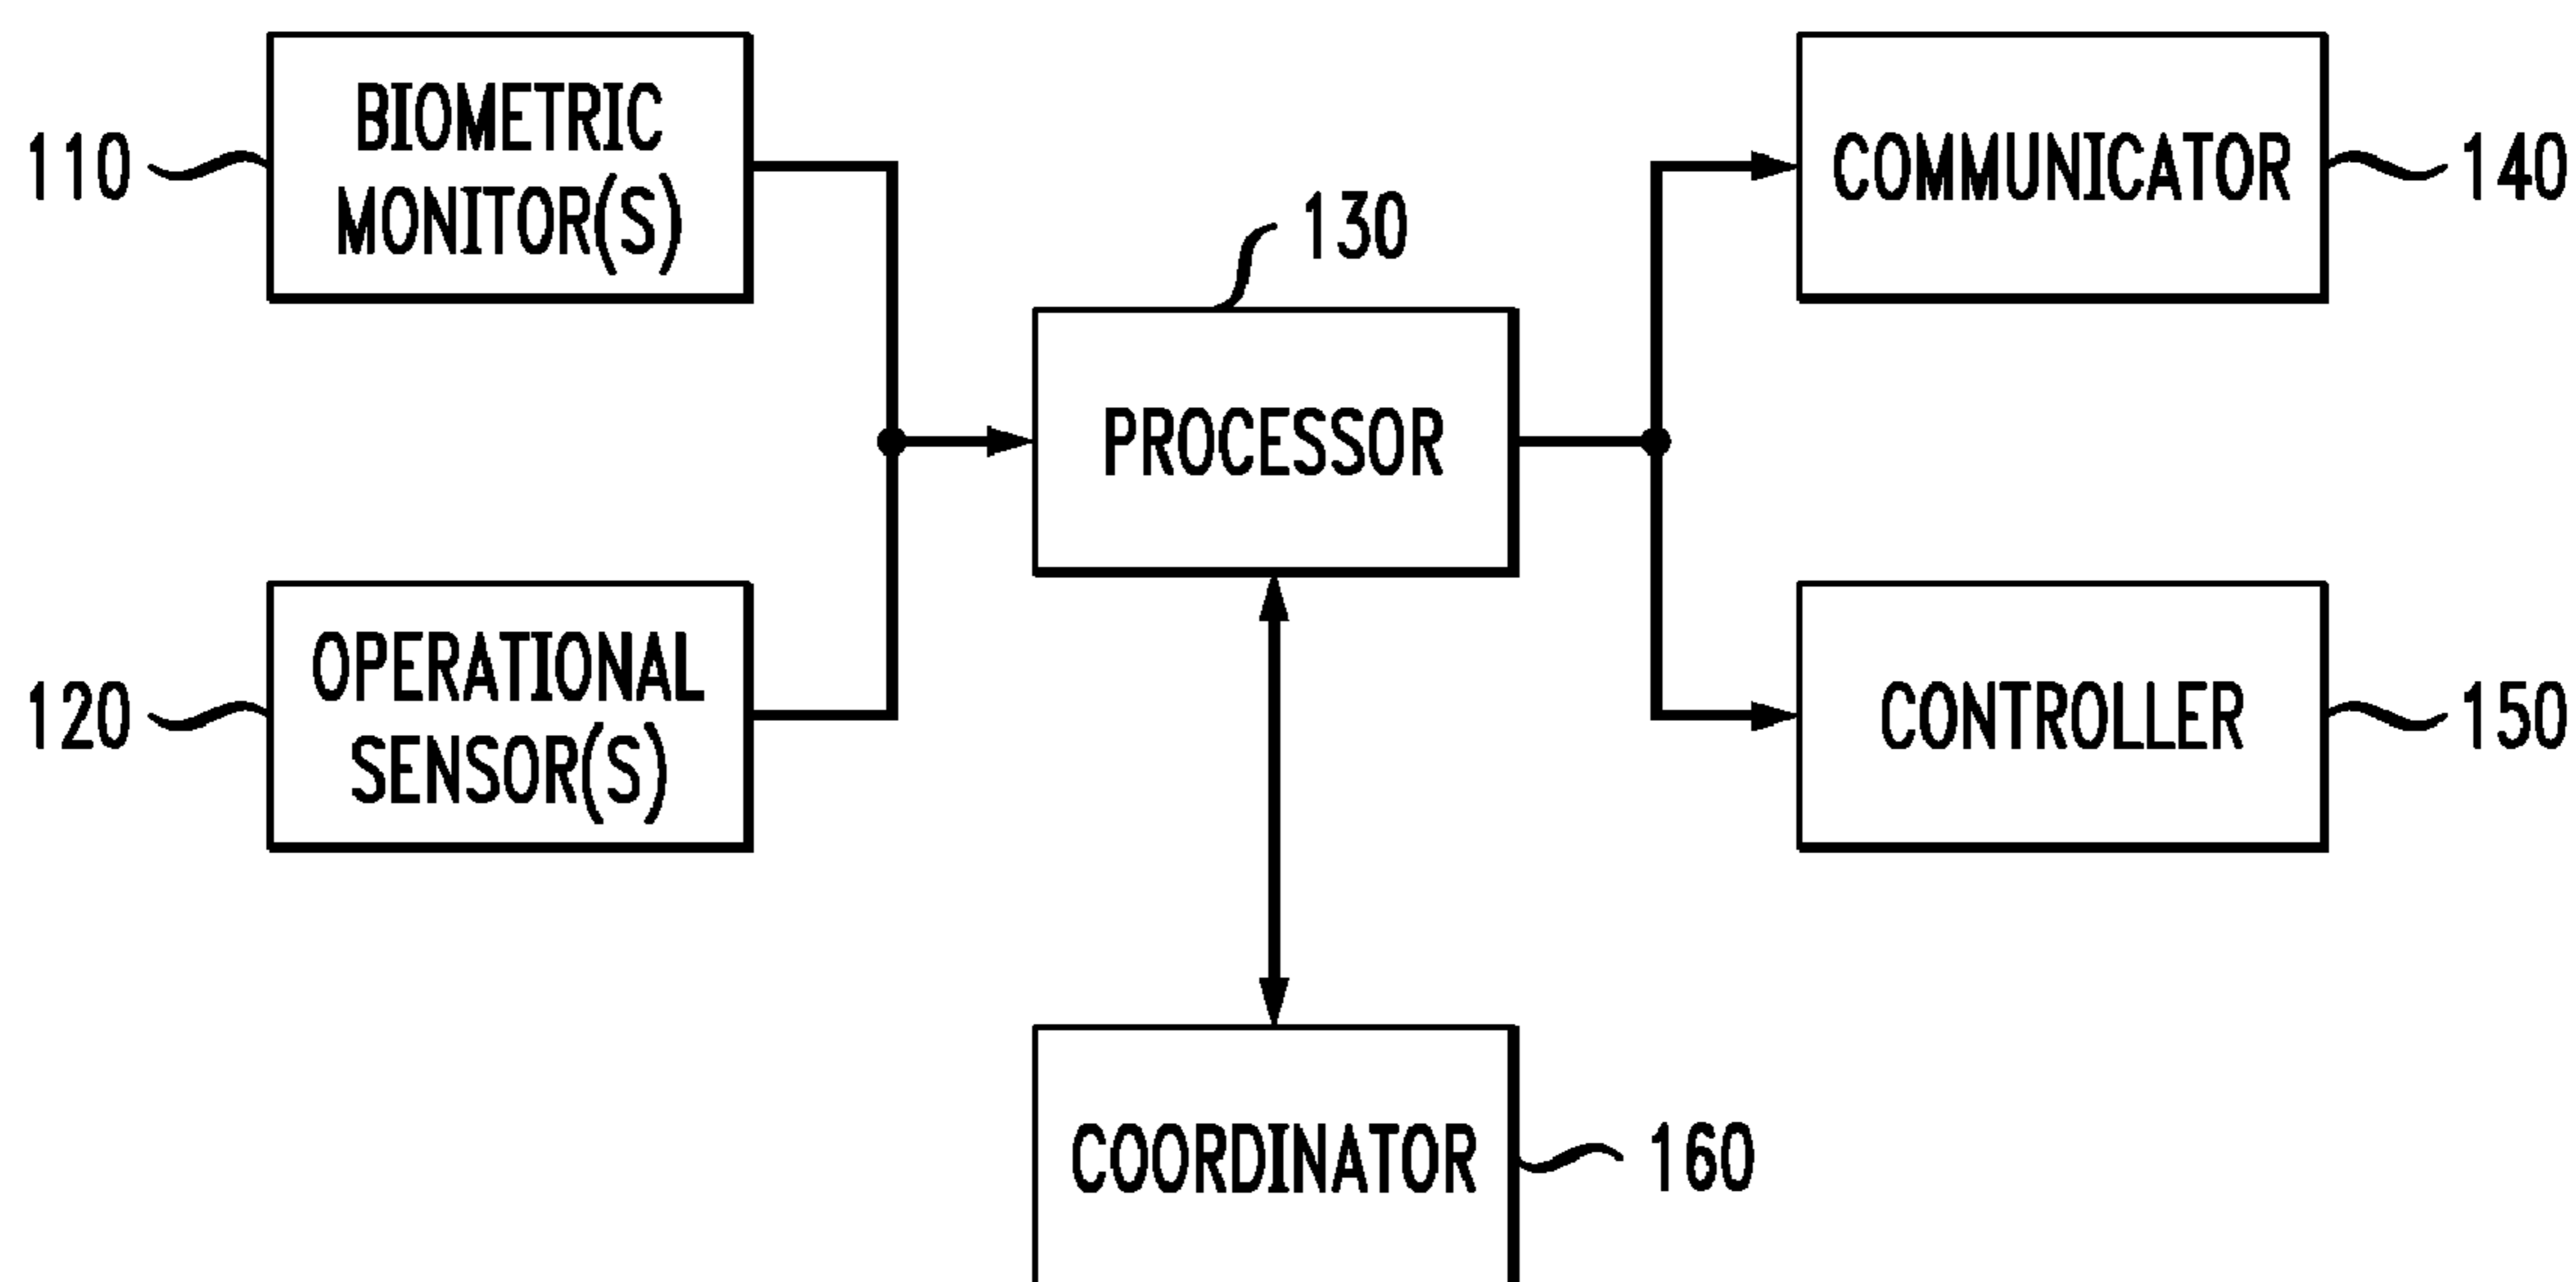 110
BIOMETRIC
MONITOR(S)
120
OPERATIONAL
SENSOR(S)
130
PROCESSOR
COMMUNICATOR
140
CONTROLLER
150
COORDINATOR
160